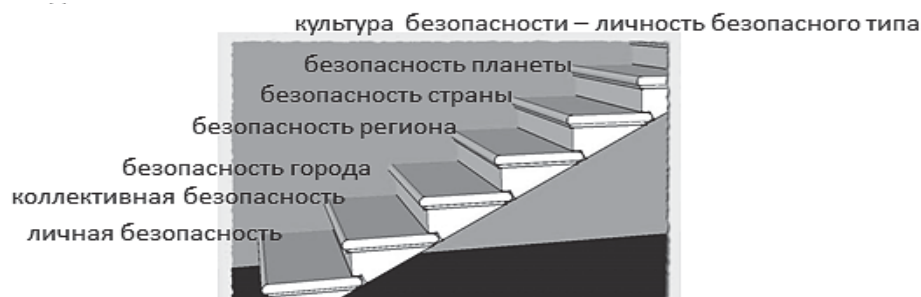 культура безопасности – личность безопасного типа
безопасность планеты
безопасность страны
безопасность региона
безопасность города
коллективная безопасность
личная безопасность